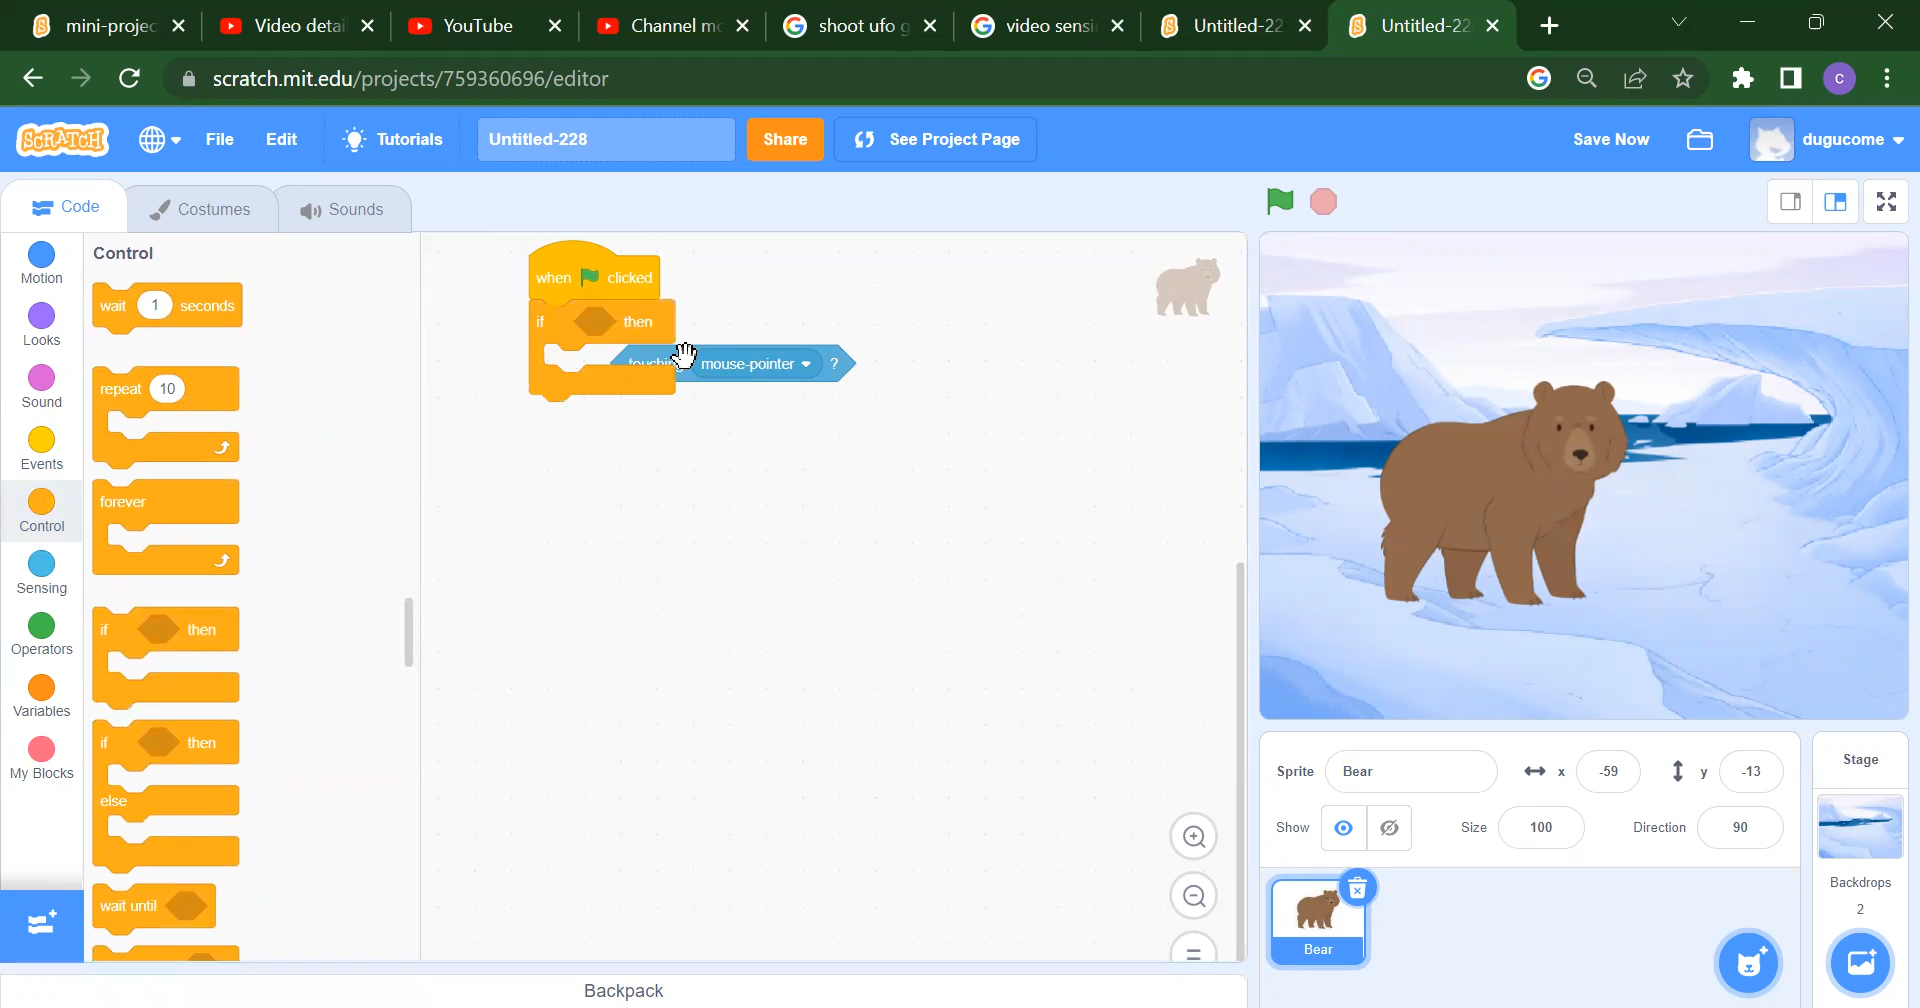 mini-projec
Video detai
YouTube
Channel mo
shoot ufo g
video sensi
Untitled-22
Untitled-22
scratch.mit.edu/projects/759360696/editor
c
SCRATCH
File
Edit
Tutorials
Untitled-228
Share
See Project Page
Save Now
dugucome
Code
Costumes
Sounds
Motion
Looks
Sound
Events
Control
Sensing
Operators
Variables
My Blocks
Control
wait 1 seconds
repeat 10
forever
if then
if then
else
wait until
when clicked
if then
mouse-pointer ?
Backpack
Sprite Bear x -59 y -13
Show Size 100 Direction 90
Bear
Stage
Backdrops
2